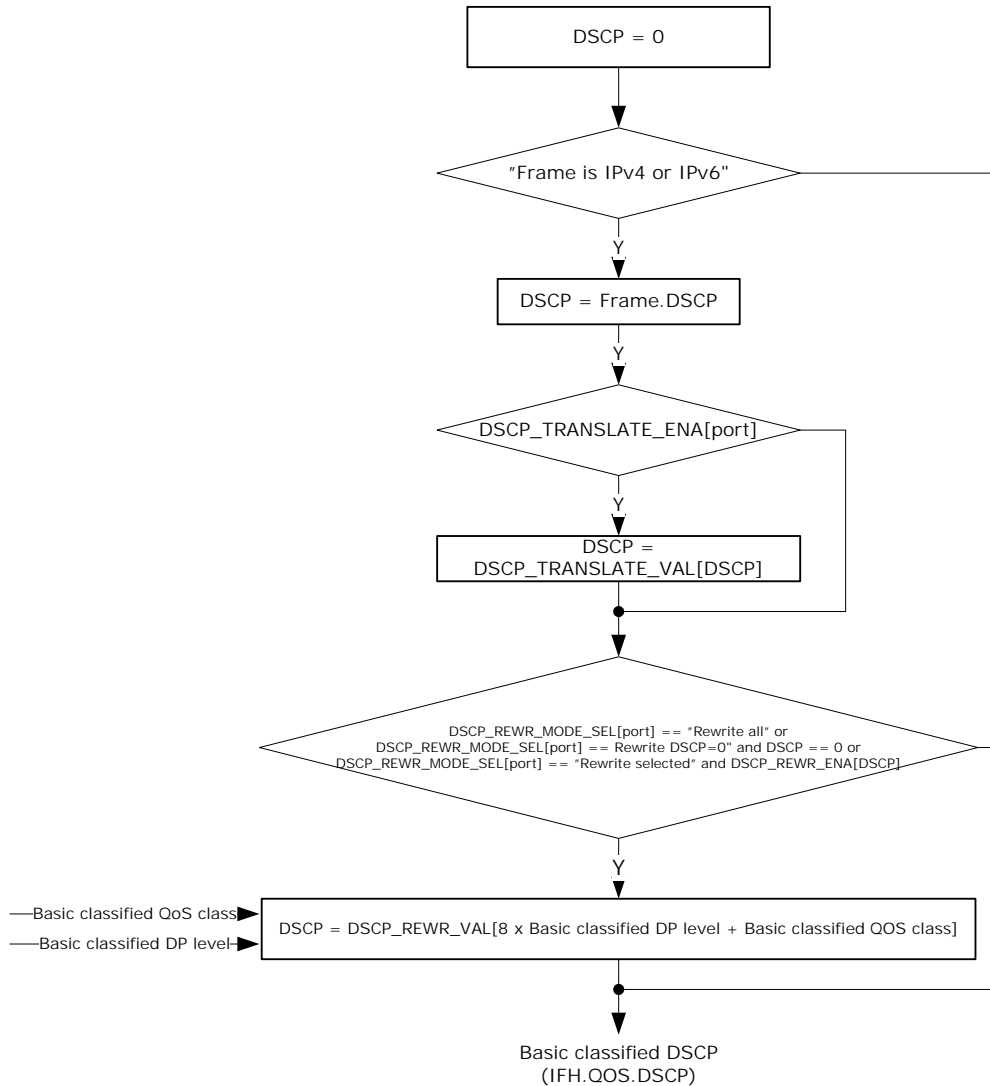 DSCP = 0
"Frame is IPv4 or IPv6"
Y
DSCP = Frame.DSCP
Y
DSCP_TRANSLATE_ENA[port]
Y
DSCP =
DSCP_TRANSLATE_VAL[DSCP]
DSCP_REWR_MODE_SEL[port] == "Rewrite all" or
DSCP_REWR_MODE_SEL[port] == Rewrite DSCP=0" and DSCP == 0 or
DSCP_REWR_MODE_SEL[port] == "Rewrite selected" and DSCP_REWR_ENA[DSCP]
Y
Basic classified QoS class
Basic classified DP level
DSCP = DSCP_REWR_VAL[8 x Basic classified DP level + Basic classified QOS class]
Basic classified DSCP
(IFH.QOS.DSCP)